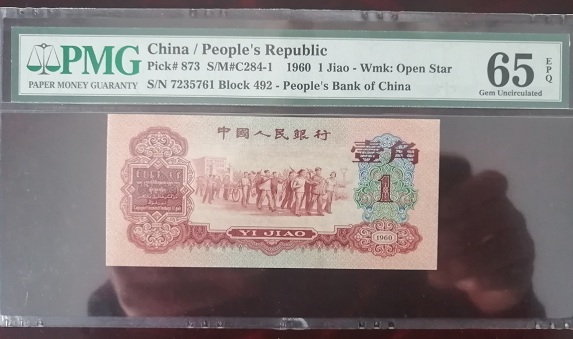 PMG
PAPER MONEY GUARANTY
China / People's Republic
Pick# 873 S/M#C284-1 1960 1 Jiao - Wmk: Open Star
S/N 7235761 Block 492 - People's Bank of China
65 EPQ
Gem Uncirculated
中國人民銀行
壹角
1
YI JIAO
1960